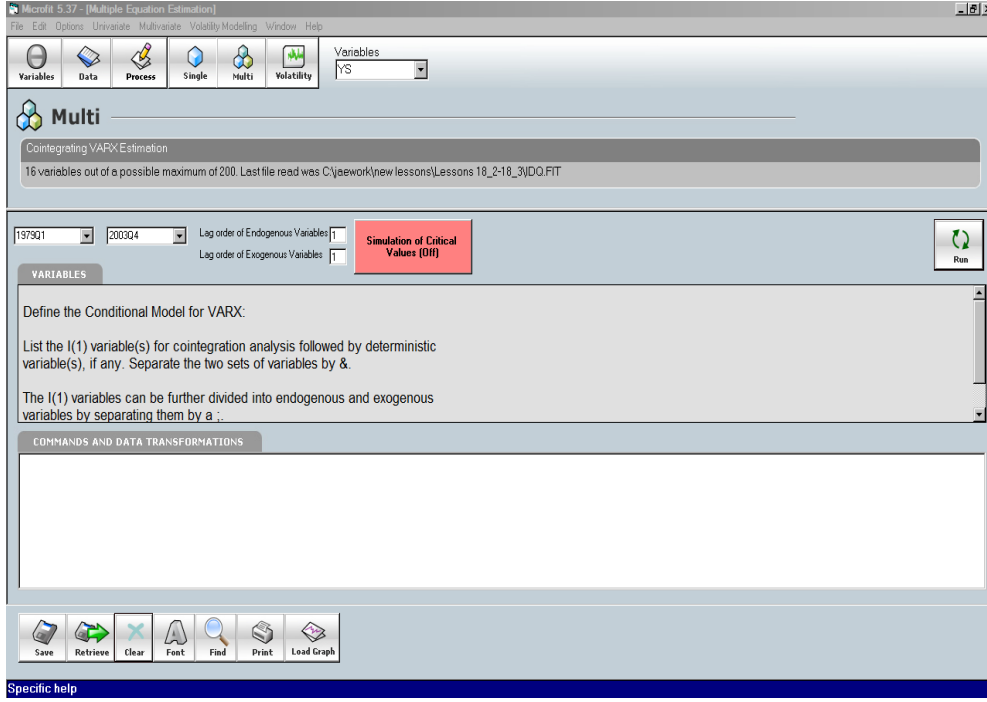 Microfit 5.37 - [Multiple Equation Estimation]
File Edit Options Univariate Multivariate Volatility Modelling Window Help
Variables
Data
Process
Single
Multi
Volatility
Variables
YS
Multi
Cointegrating VARX Estimation
16 variables out of a possible maximum of 200. Last file read was C:\jaework\new lessons\Lessons 18_2-18_3\IDQ.FIT
1979Q1
2003Q4
Lag order of Endogenous Variables 1
Lag order of Exogenous Variables 1
Simulation of Critical
Values (Off)
Run
VARIABLES
Define the Conditional Model for VARX:
List the I(1) variable(s) for cointegration analysis followed by deterministic
variable(s), if any. Separate the two sets of variables by &.
The I(1) variables can be further divided into endogenous and exogenous
variables by separating them by a ;.
COMMANDS AND DATA TRANSFORMATIONS
Save
Retrieve
Clear
Font
Find
Print
Load Graph
Specific help